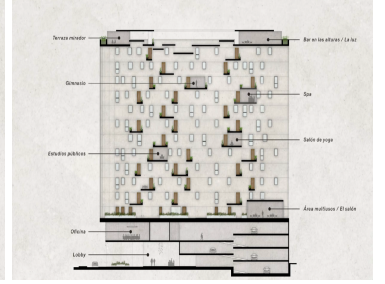 Terraza mirador
Bar en las alturas / La luz
Gimnasio
Spa
Salón de yoga
Estudios públicos
Área multiusos / El salón
Oficina
Lobby